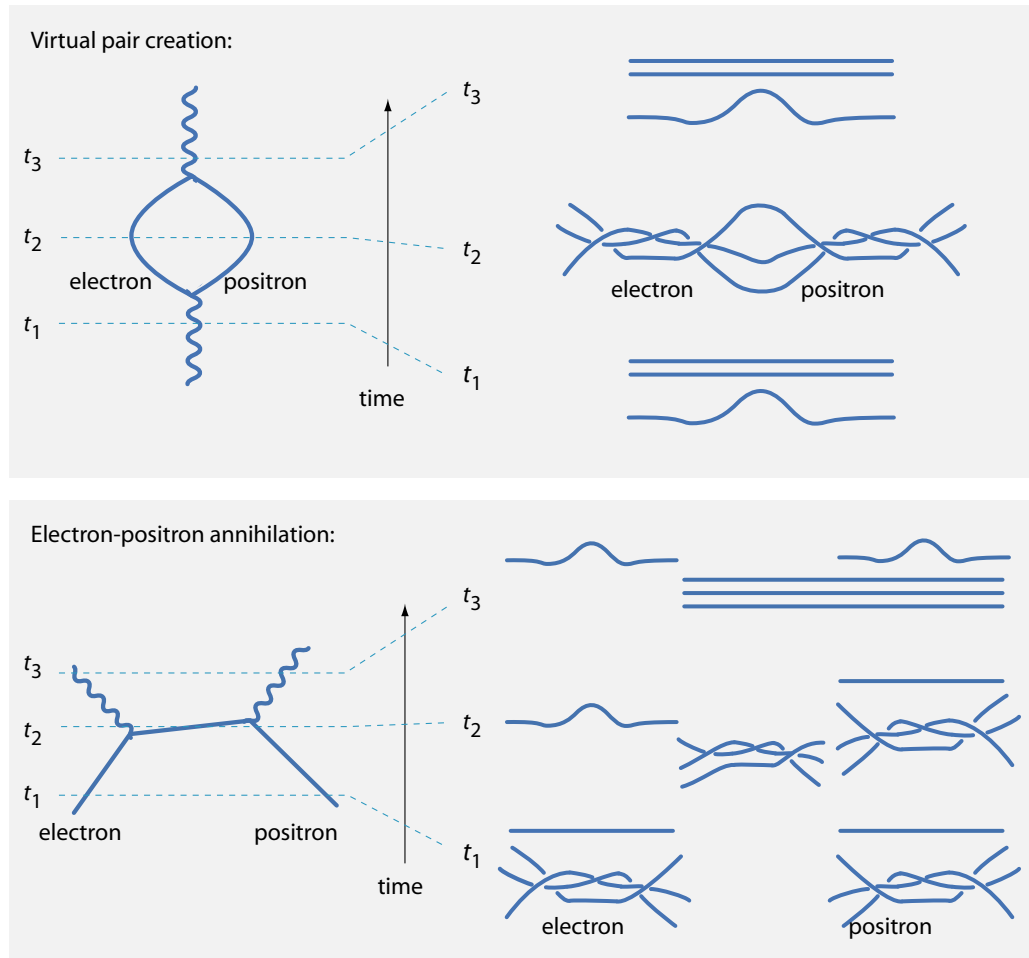 Virtual pair creation:
t3
t3
t2
t2
electron
positron
electron
positron
t1
t1
time
Electron-positron annihilation:
t3
t3
t2
t2
t1
electron
positron
t1
time
electron
positron